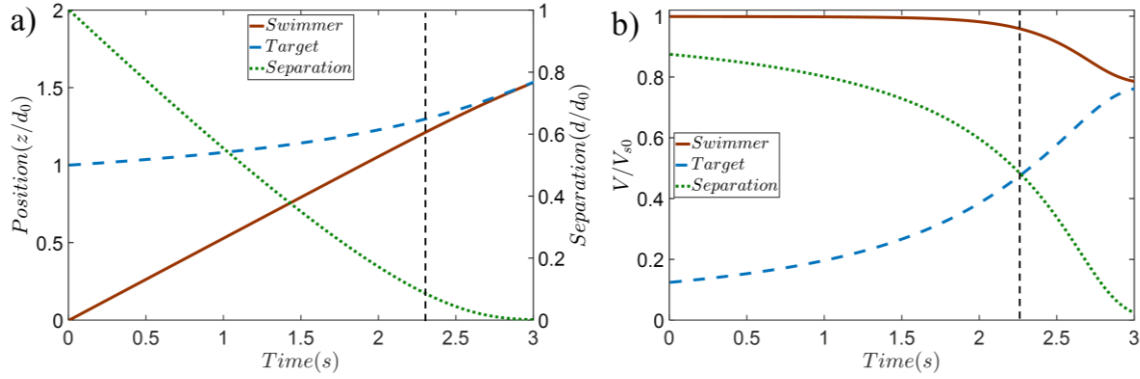 a)
Position(z/d0)
2
1.5
1
0.5
0
Swimmer
Target
Separation
1
0.8
0.6
0.4
0.2
0
Separation(d/d0)
0 0.5 1 1.5 2 2.5 3
Time(s)
b)
V/Vs0
1
0.8
0.6
0.4
0.2
0
Swimmer
Target
Separation
0 0.5 1 1.5 2 2.5 3
Time(s)